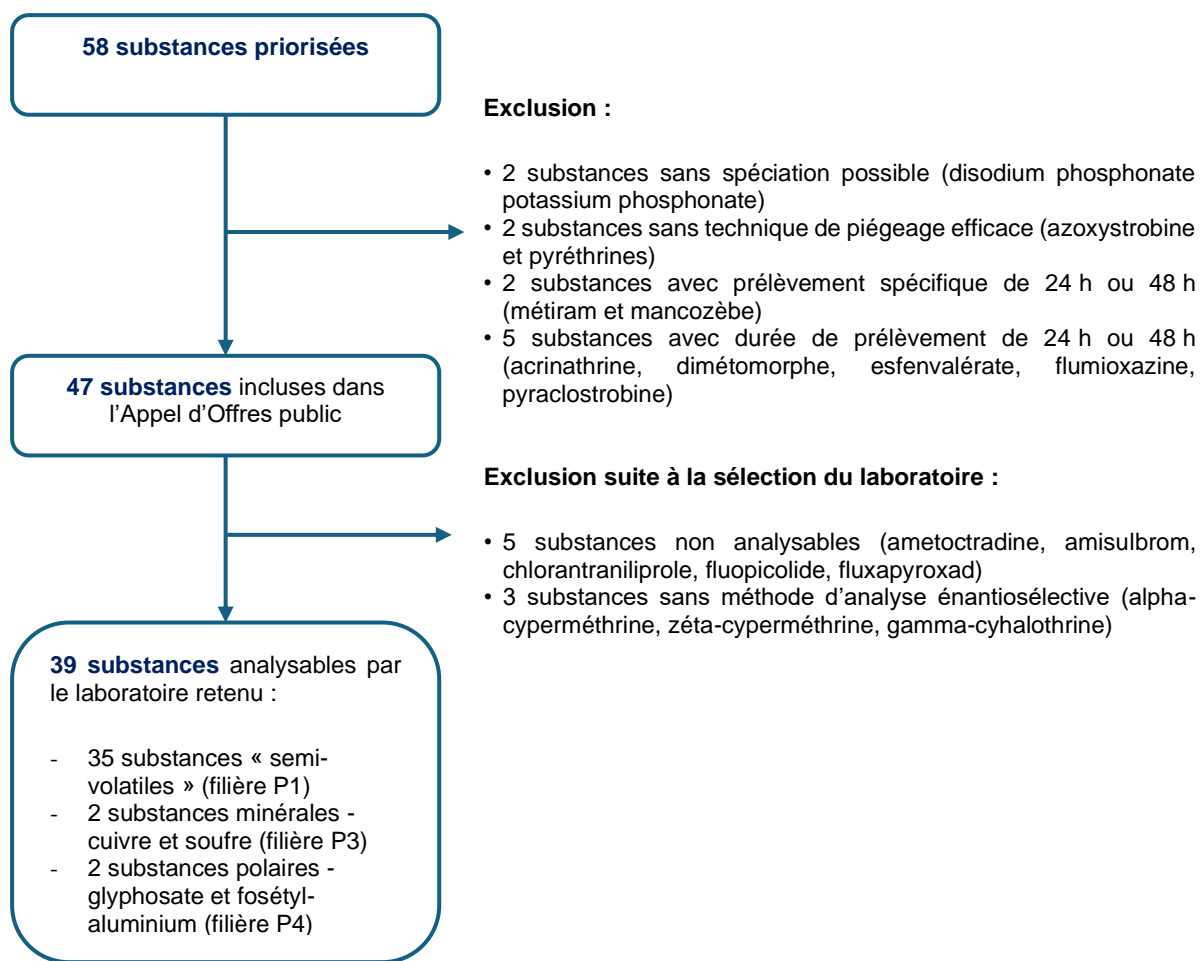 58 substances priorisées
Exclusion :
• 2 substances sans spéciation possible (disodium phosphonate
potassium phosphonate)
• 2 substances sans technique de piégeage efficace (azoxystrobine
et pyréthrines)
• 2 substances avec prélèvement spécifique de 24 h ou 48 h
(métiram et mancozèbe)
• 5 substances avec durée de prélèvement de 24 h ou 48 h
(acrinathrine, dimétomorphe, esfenvalérate, flumioxazine,
pyraclostrobine)
47 substances incluses dans
l'Appel d'Offres public
Exclusion suite à la sélection du laboratoire :
• 5 substances non analysables (ametoctradine, amisulbrom,
chlorantraniliprole, fluopicolide, fluxapyroxad)
• 3 substances sans méthode d'analyse énantiosélective (alpha-
cyperméthrine, zéta-cyperméthrine, gamma-cyhalothrine)
39 substances analysables par
le laboratoire retenu :
- 35 substances « semi-
volatiles » (filière P1)
- 2 substances minérales -
cuivre et soufre (filière P3)
- 2 substances polaires -
glyphosate et fosétyl-
aluminium (filière P4)